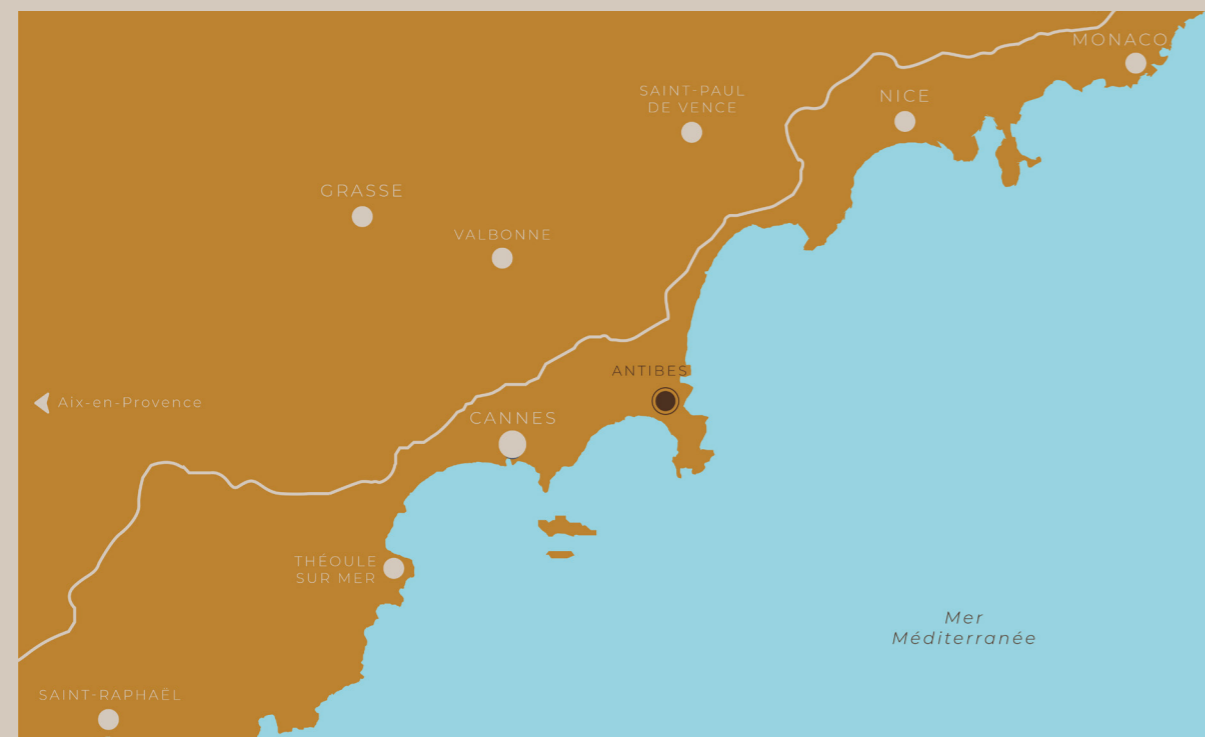 MONACO
SAINT-PAUL
DE VENCE
NICE
GRASSE
VALBONNE
ANTIBES
Aix-en-Provence
CANNES
THÉOULE
SUR MER
Mer
Méditerranée
SAINT-RAPHAËL